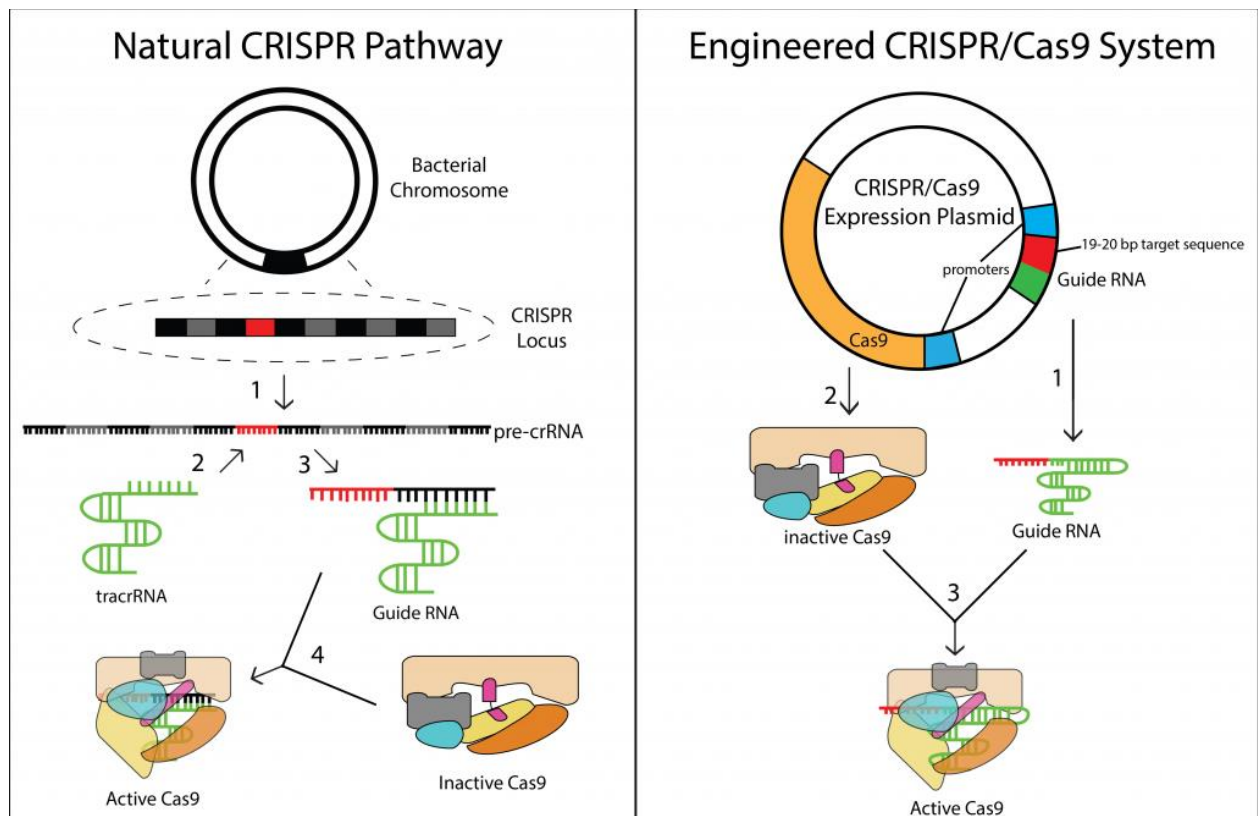 Natural CRISPR Pathway
Bacterial
Chromosome
CRISPR
Locus
1
pre-crRNA
2
3
tracrRNA
Guide RNA
4
Active Cas9
Inactive Cas9
Engineered CRISPR/Cas9 System
CRISPR/Cas9
Expression Plasmid
19-20 bp target sequence
promoters
Guide RNA
Cas9
2
1
inactive Cas9
Guide RNA
3
Active Cas9